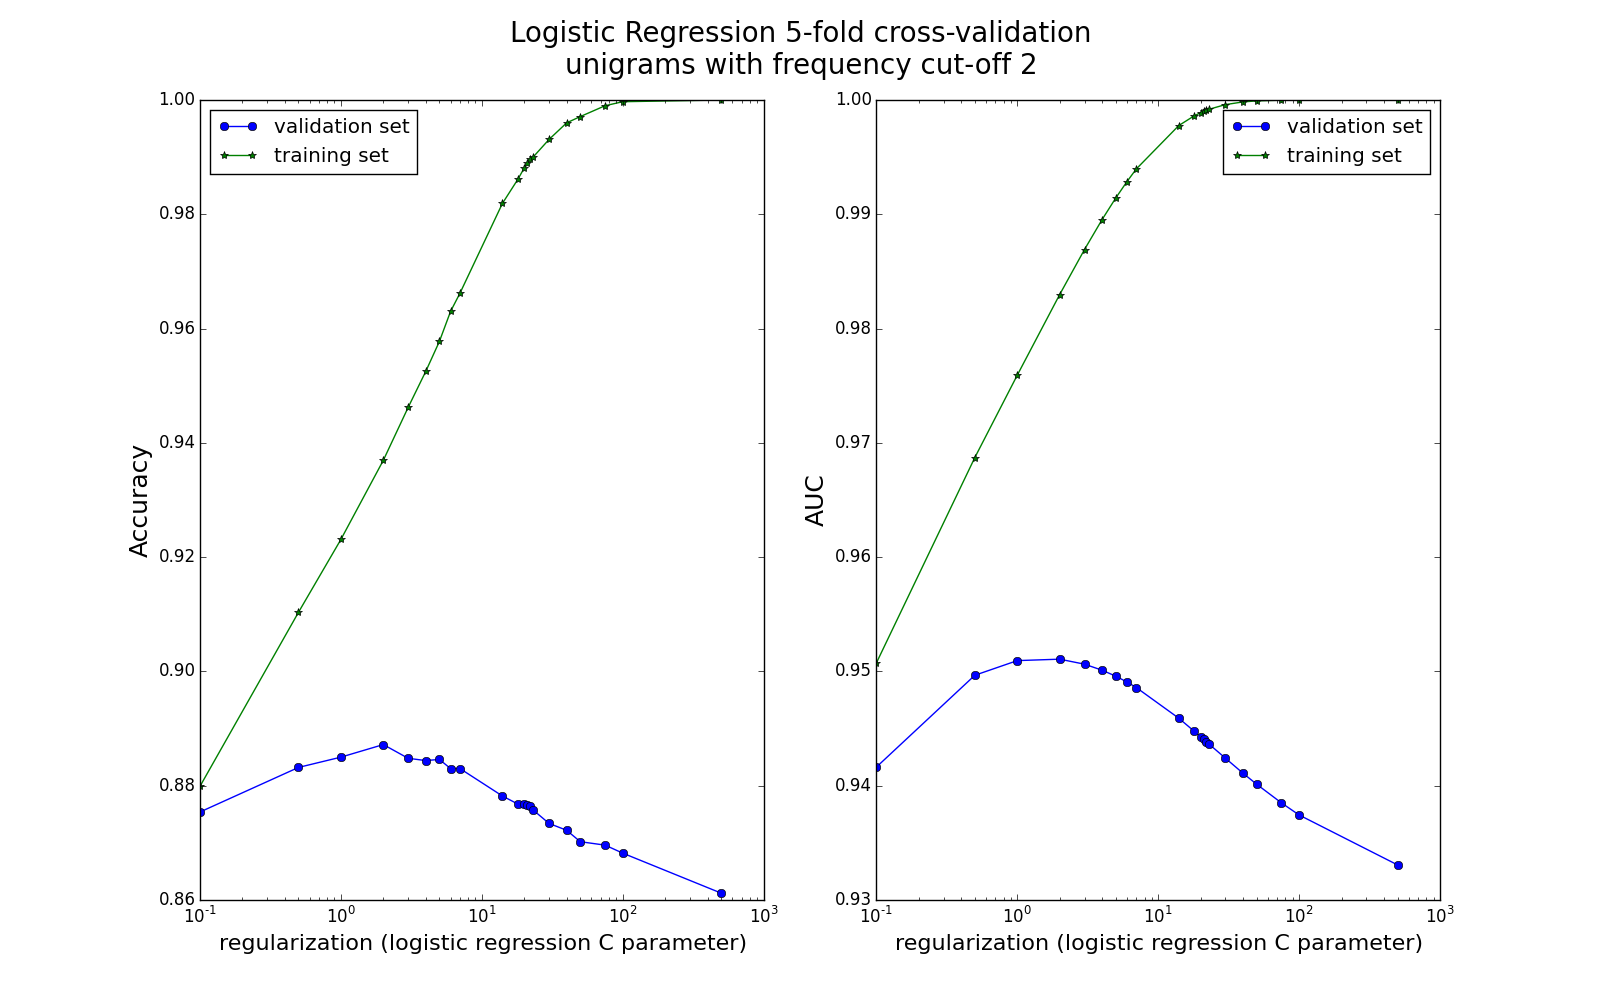 Logistic Regression 5-fold cross-validation
unigrams with frequency cut-off 2
validation set
training set
1.00
0.98
0.96
0.94
0.92
0.90
0.88
0.86
Accuracy
10^-1
10^0
10^1
10^2
10^3
regularization (logistic regression C parameter)
validation set
training set
1.00
0.99
0.98
0.97
0.96
0.95
0.94
0.93
AUC
10^-1
10^0
10^1
10^2
10^3
regularization (logistic regression C parameter)